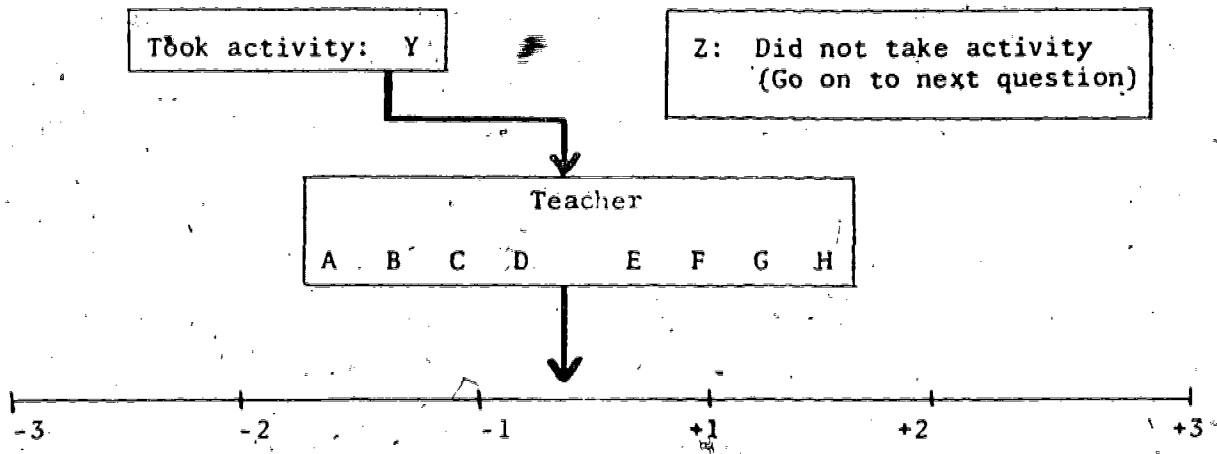 Took activity: Y
Z: Did not take activity
(Go on to next question)
Teacher
A B C D E F G H
-3 -2 -1 +1 +2 +3